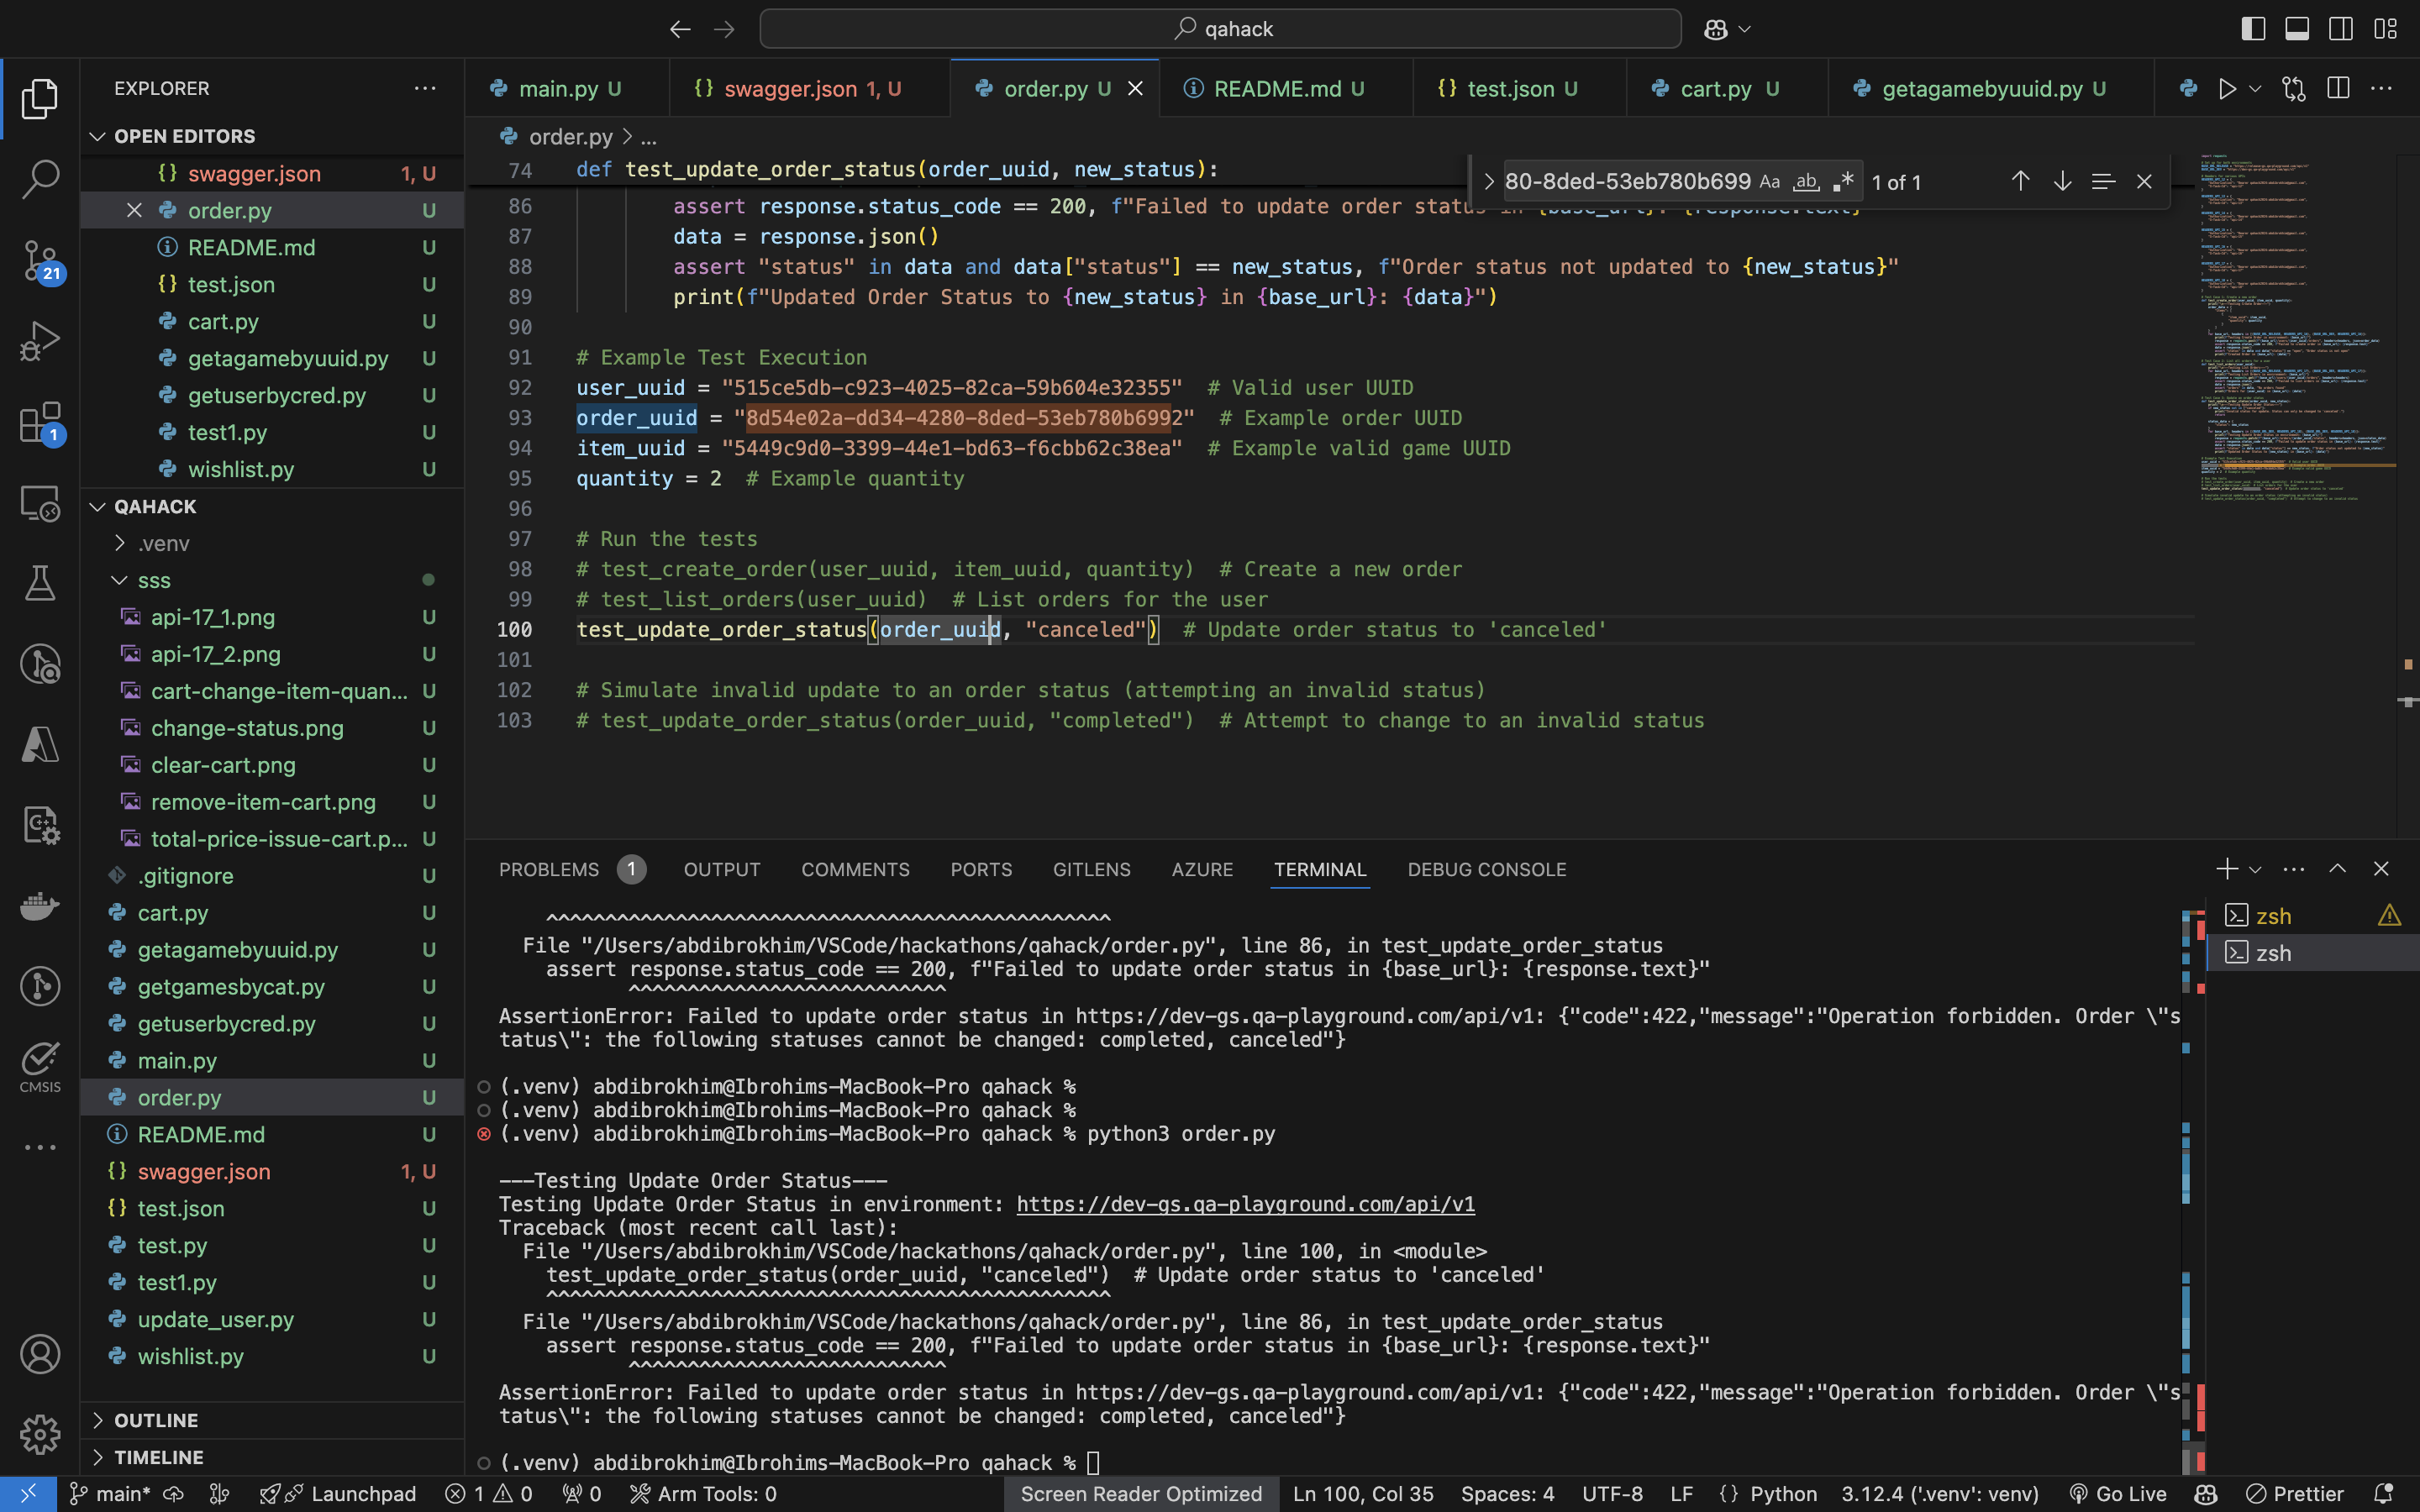 qahack
EXPLORER
OPEN EDITORS
swagger.json 1, U
order.py U
README.md U
test.json U
cart.py U
getagamebyuuid.py U
getuserbycred.py U
test1.py U
wishlist.py U
QAHACK
.venv
sss
api-17_1.png U
api-17_2.png U
cart-change-item-quan... U
change-status.png U
clear-cart.png U
remove-item-cart.png U
total-price-issue-cart.p... U
.gitignore U
cart.py U
getagamebyuuid.py U
getgamesbycat.py U
getuserbycred.py U
main.py U
order.py U
README.md U
swagger.json 1, U
test.json U
test.py U
test1.py U
update_user.py U
wishlist.py U
OUTLINE
TIMELINE
21
1
CMSIS
main.py U swagger.json 1, U order.py U README.md U test.json U cart.py U getagamebyuuid.py U
order.py > ...
80-8ded-53eb780b699 Aa ab .* 1 of 1
74 def test_update_order_status(order_uuid, new_status):
86 assert response.status_code == 200, f"Failed to update order status in {base_url}: {response.text}"
87 data = response.json()
88 assert "status" in data and data["status"] == new_status, f"Order status not updated to {new_status}"
89 print(f"Updated Order Status to {new_status} in {base_url}: {data}")
90
91 # Example Test Execution
92 user_uuid = "515ce5db-c923-4025-82ca-59b604e32355"  # Valid user UUID
93 order_uuid = "8d54e02a-dd34-4280-8ded-53eb780b6992"  # Example order UUID
94 item_uuid = "5449c9d0-3399-44e1-bd63-f6cbb62c38ea"  # Example valid game UUID
95 quantity = 2  # Example quantity
96
97 # Run the tests
98 # test_create_order(user_uuid, item_uuid, quantity)  # Create a new order
99 # test_list_orders(user_uuid)  # List orders for the user
100 test_update_order_status(order_uuid, "canceled")  # Update order status to 'canceled'
101
102 # Simulate invalid update to an order status (attempting an invalid status)
103 # test_update_order_status(order_uuid, "completed")  # Attempt to change to an invalid status
PROBLEMS 1 OUTPUT COMMENTS PORTS GITLENS AZURE TERMINAL DEBUG CONSOLE
zsh
zsh
^^^^^^^^^^^^^^^^^^^^^^^^^^^^^^^^^^^^^^^^^^^^^^^^
File "/Users/abdibrokhim/VSCode/hackathons/qahack/order.py", line 86, in test_update_order_status
assert response.status_code == 200, f"Failed to update order status in {base_url}: {response.text}"
^^^^^^^^^^^^^^^^^^^^^^^^^^^
AssertionError: Failed to update order status in https://dev-gs.qa-playground.com/api/v1: {"code":422,"message":"Operation forbidden. Order \"s
tatus\": the following statuses cannot be changed: completed, canceled"}
(.venv) abdibrokhim@Ibrohims-MacBook-Pro qahack %
(.venv) abdibrokhim@Ibrohims-MacBook-Pro qahack %
(.venv) abdibrokhim@Ibrohims-MacBook-Pro qahack % python3 order.py
---Testing Update Order Status---
Testing Update Order Status in environment: https://dev-gs.qa-playground.com/api/v1
Traceback (most recent call last):
File "/Users/abdibrokhim/VSCode/hackathons/qahack/order.py", line 100, in <module>
test_update_order_status(order_uuid, "canceled")  # Update order status to 'canceled'
^^^^^^^^^^^^^^^^^^^^^^^^^^^^^^^^^^^^^^^^^^^^^^^^
File "/Users/abdibrokhim/VSCode/hackathons/qahack/order.py", line 86, in test_update_order_status
assert response.status_code == 200, f"Failed to update order status in {base_url}: {response.text}"
^^^^^^^^^^^^^^^^^^^^^^^^^^^
AssertionError: Failed to update order status in https://dev-gs.qa-playground.com/api/v1: {"code":422,"message":"Operation forbidden. Order \"s
tatus\": the following statuses cannot be changed: completed, canceled"}
(.venv) abdibrokhim@Ibrohims-MacBook-Pro qahack %
main* Launchpad 1 0 0 Arm Tools: 0 Screen Reader Optimized Ln 100, Col 35 Spaces: 4 UTF-8 LF {} Python 3.12.4 ('.venv': venv) Go Live Prettier